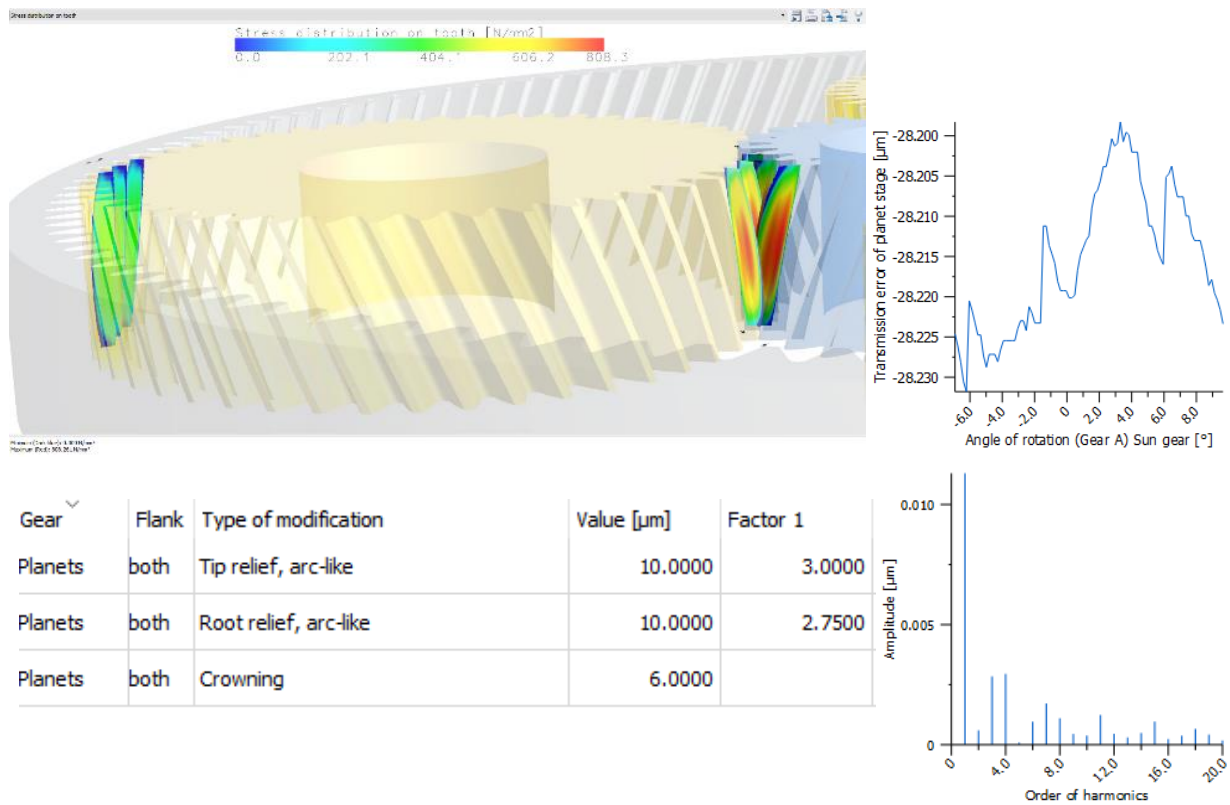 Stress distribution on tooth
Stress distribution on tooth [N/mm2]
0.0 202.1 404.1 606.2 808.3
Transmission error of planet stage [μm]
-28.200
-28.205
-28.210
-28.215
-28.220
-28.225
-28.230
-6.0 -4.0 -2.0 0 2.0 4.0 6.0 8.0
Angle of rotation (Gear A) Sun gear [°]
Gear Flank Type of modification Value [μm] Factor 1
Planets both Tip relief, arc-like 10.0000 3.0000
Planets both Root relief, arc-like 10.0000 2.7500
Planets both Crowning 6.0000
Amplitude [μm]
0.010
0.005
0
0 4.0 8.0 12.0 16.0 20.0
Order of harmonics